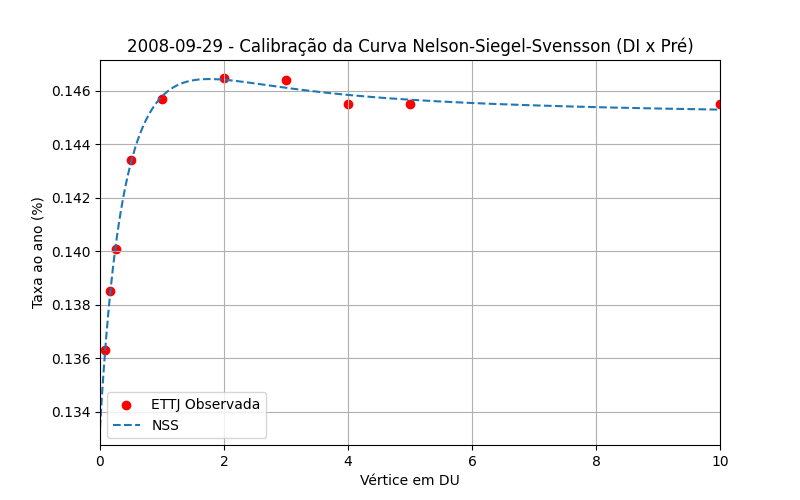 2008-09-29 - Calibração da Curva Nelson-Siegel-Svensson (DI x Pré)
Taxa ao ano (%)
0.146
0.144
0.142
0.140
0.138
0.136
0.134
ETTJ Observada
NSS
0 2 4 6 8 10
Vértice em DU